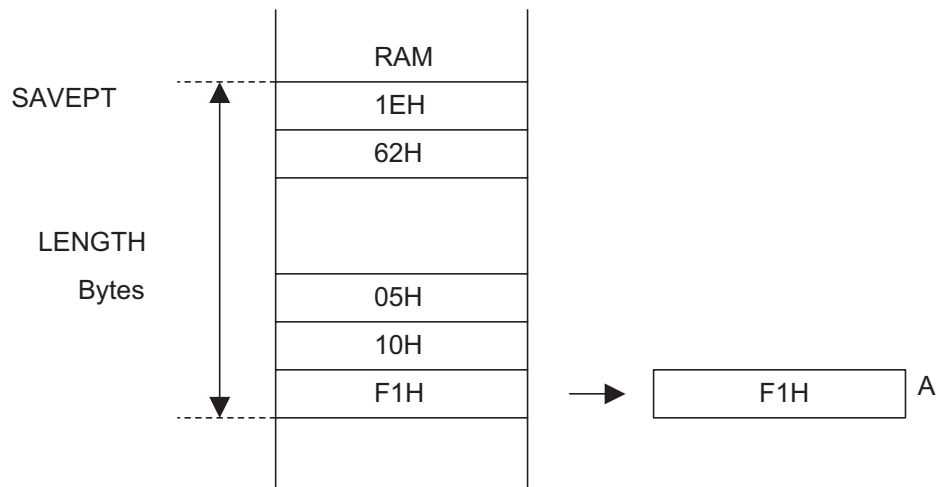 RAM
SAVEPT
1EH
62H
LENGTH
Bytes
05H
10H
F1H
F1H
A